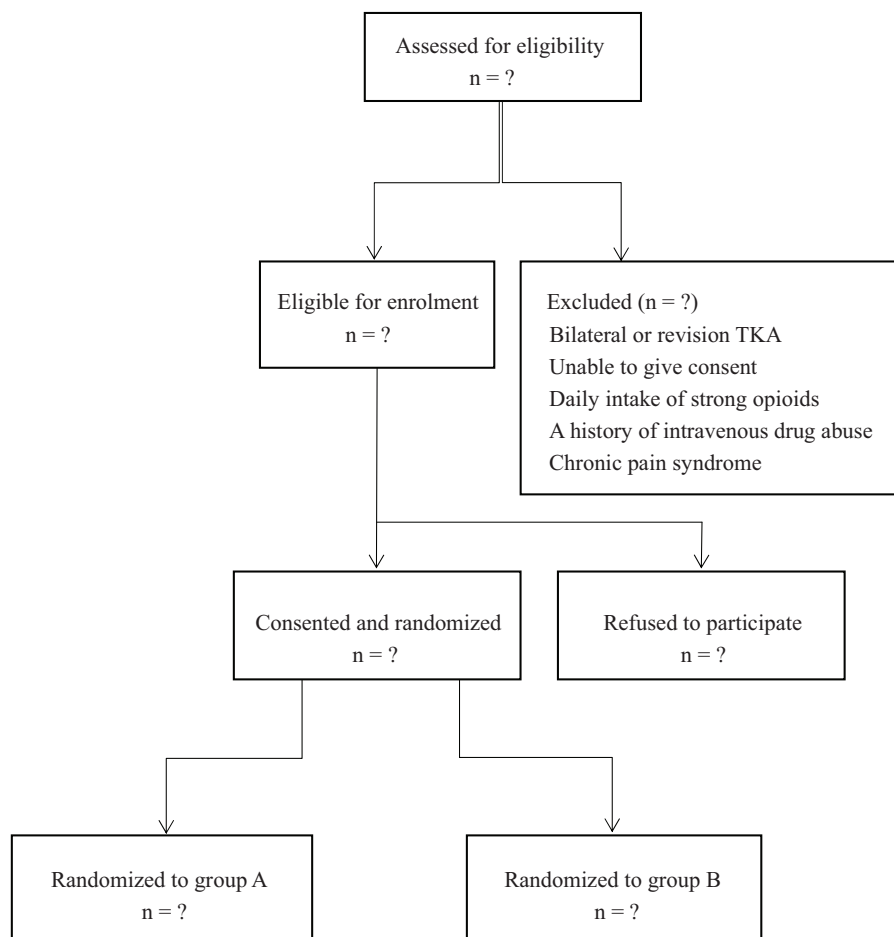 Assessed for eligibility
n = ?
Eligible for enrolment
n = ?
Excluded (n = ?)
Bilateral or revision TKA
Unable to give consent
Daily intake of strong opioids
A history of intravenous drug abuse
Chronic pain syndrome
Consented and randomized
n = ?
Refused to participate
n = ?
Randomized to group A
n = ?
Randomized to group B
n = ?